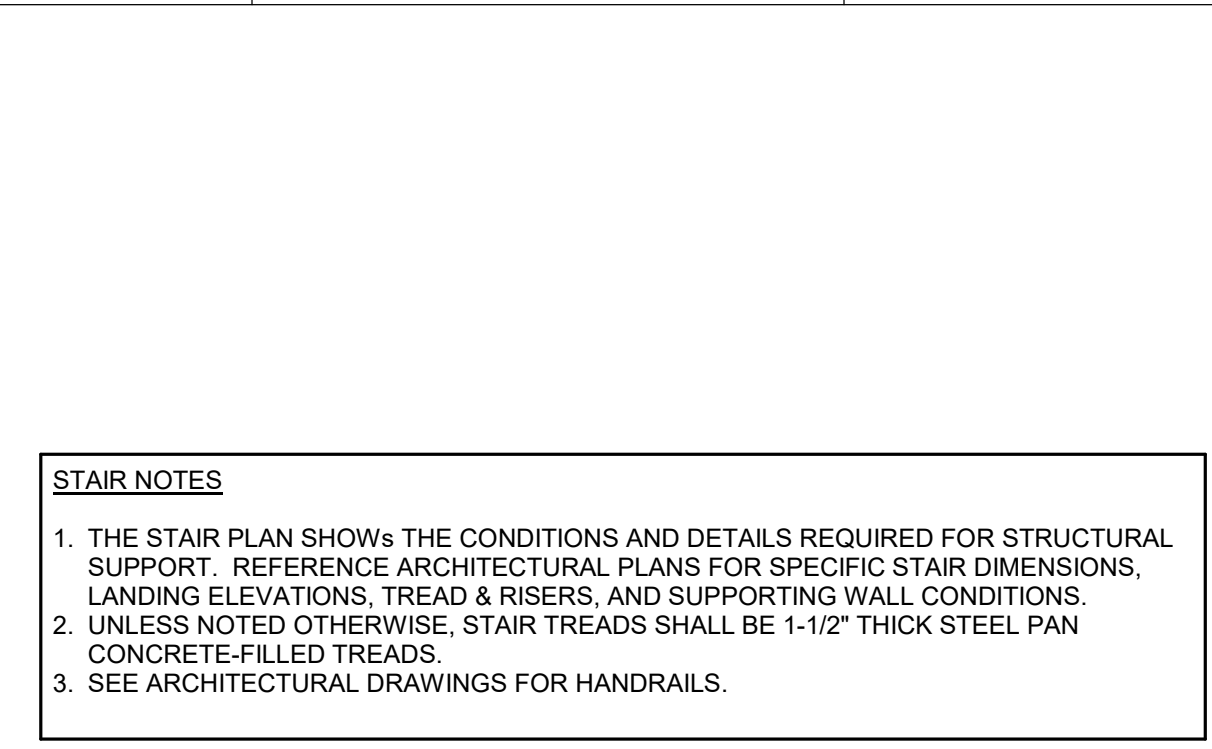 STAIR NOTES
1. THE STAIR PLAN SHOWs THE CONDITIONS AND DETAILS REQUIRED FOR STRUCTURAL
SUPPORT. REFERENCE ARCHITECTURAL PLANS FOR SPECIFIC STAIR DIMENSIONS,
LANDING ELEVATIONS, TREAD & RISERS, AND SUPPORTING WALL CONDITIONS.
2. UNLESS NOTED OTHERWISE, STAIR TREADS SHALL BE 1-1/2" THICK STEEL PAN
CONCRETE-FILLED TREADS.
3. SEE ARCHITECTURAL DRAWINGS FOR HANDRAILS.